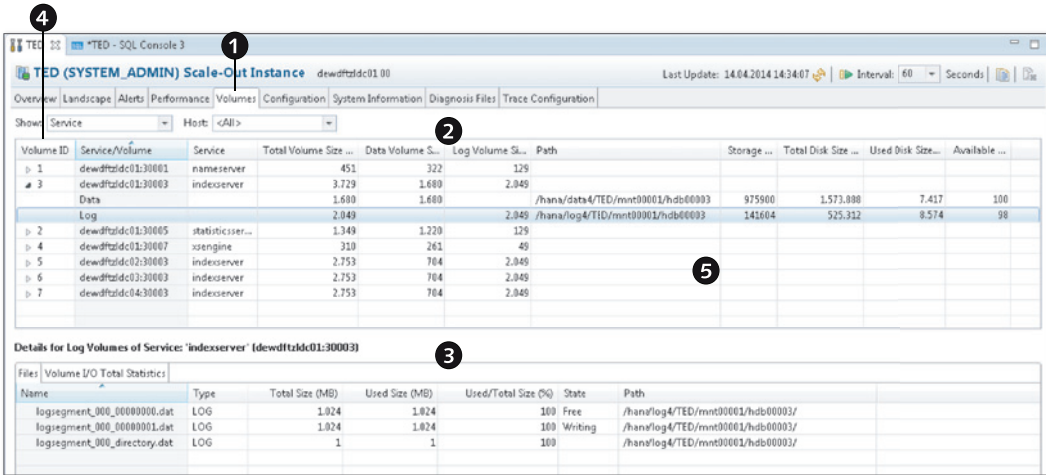 4
TED *TED - SQL Console 3
1
TED (SYSTEM_ADMIN) Scale-Out Instance dewdftzldc01 00 Last Update: 14.04.2014 14:34:07 Interval: 60 Seconds
Overview Landscape Alerts Performance Volumes Configuration System Information Diagnosis Files Trace Configuration
Show: Service Host: <All>
2
Volume ID Service/Volume Service Total Volume Size ... Data Volume S... Log Volume Si... Path Storage ... Total Disk Size ... Used Disk Size... Available ...
1 dewdftzldc01:30001 nameserver 451 322 129
3 dewdftzldc01:30003 indexserver 3.729 1.680 2.049
Data 1.680 1.680 /hana/data4/TED/mnt00001/hdb00003 975900 1.573.888 7.417 100
Log 2.049 2.049 /hana/log4/TED/mnt00001/hdb00003 141604 525.312 8.574 98
2 dewdftzldc01:30005 statisticsser... 1.349 1.220 129
4 dewdftzldc01:30007 xsengine 310 261 49
5 dewdftzldc02:30003 indexserver 2.753 704 2.049
6 dewdftzldc03:30003 indexserver 2.753 704 2.049
7 dewdftzldc04:30003 indexserver 2.753 704 2.049
5
Details for Log Volumes of Service: 'indexserver' (dewdftzldc01:30003)
3
Files Volume I/O Total Statistics
Name Type Total Size (MB) Used Size (MB) Used/Total Size (%) State Path
logsegment_000_00000000.dat LOG 1.024 1.024 100 Free /hana/log4/TED/mnt00001/hdb00003/
logsegment_000_00000001.dat LOG 1.024 1.024 100 Writing /hana/log4/TED/mnt00001/hdb00003/
logsegment_000_directory.dat LOG 1 1 100 /hana/log4/TED/mnt00001/hdb00003/